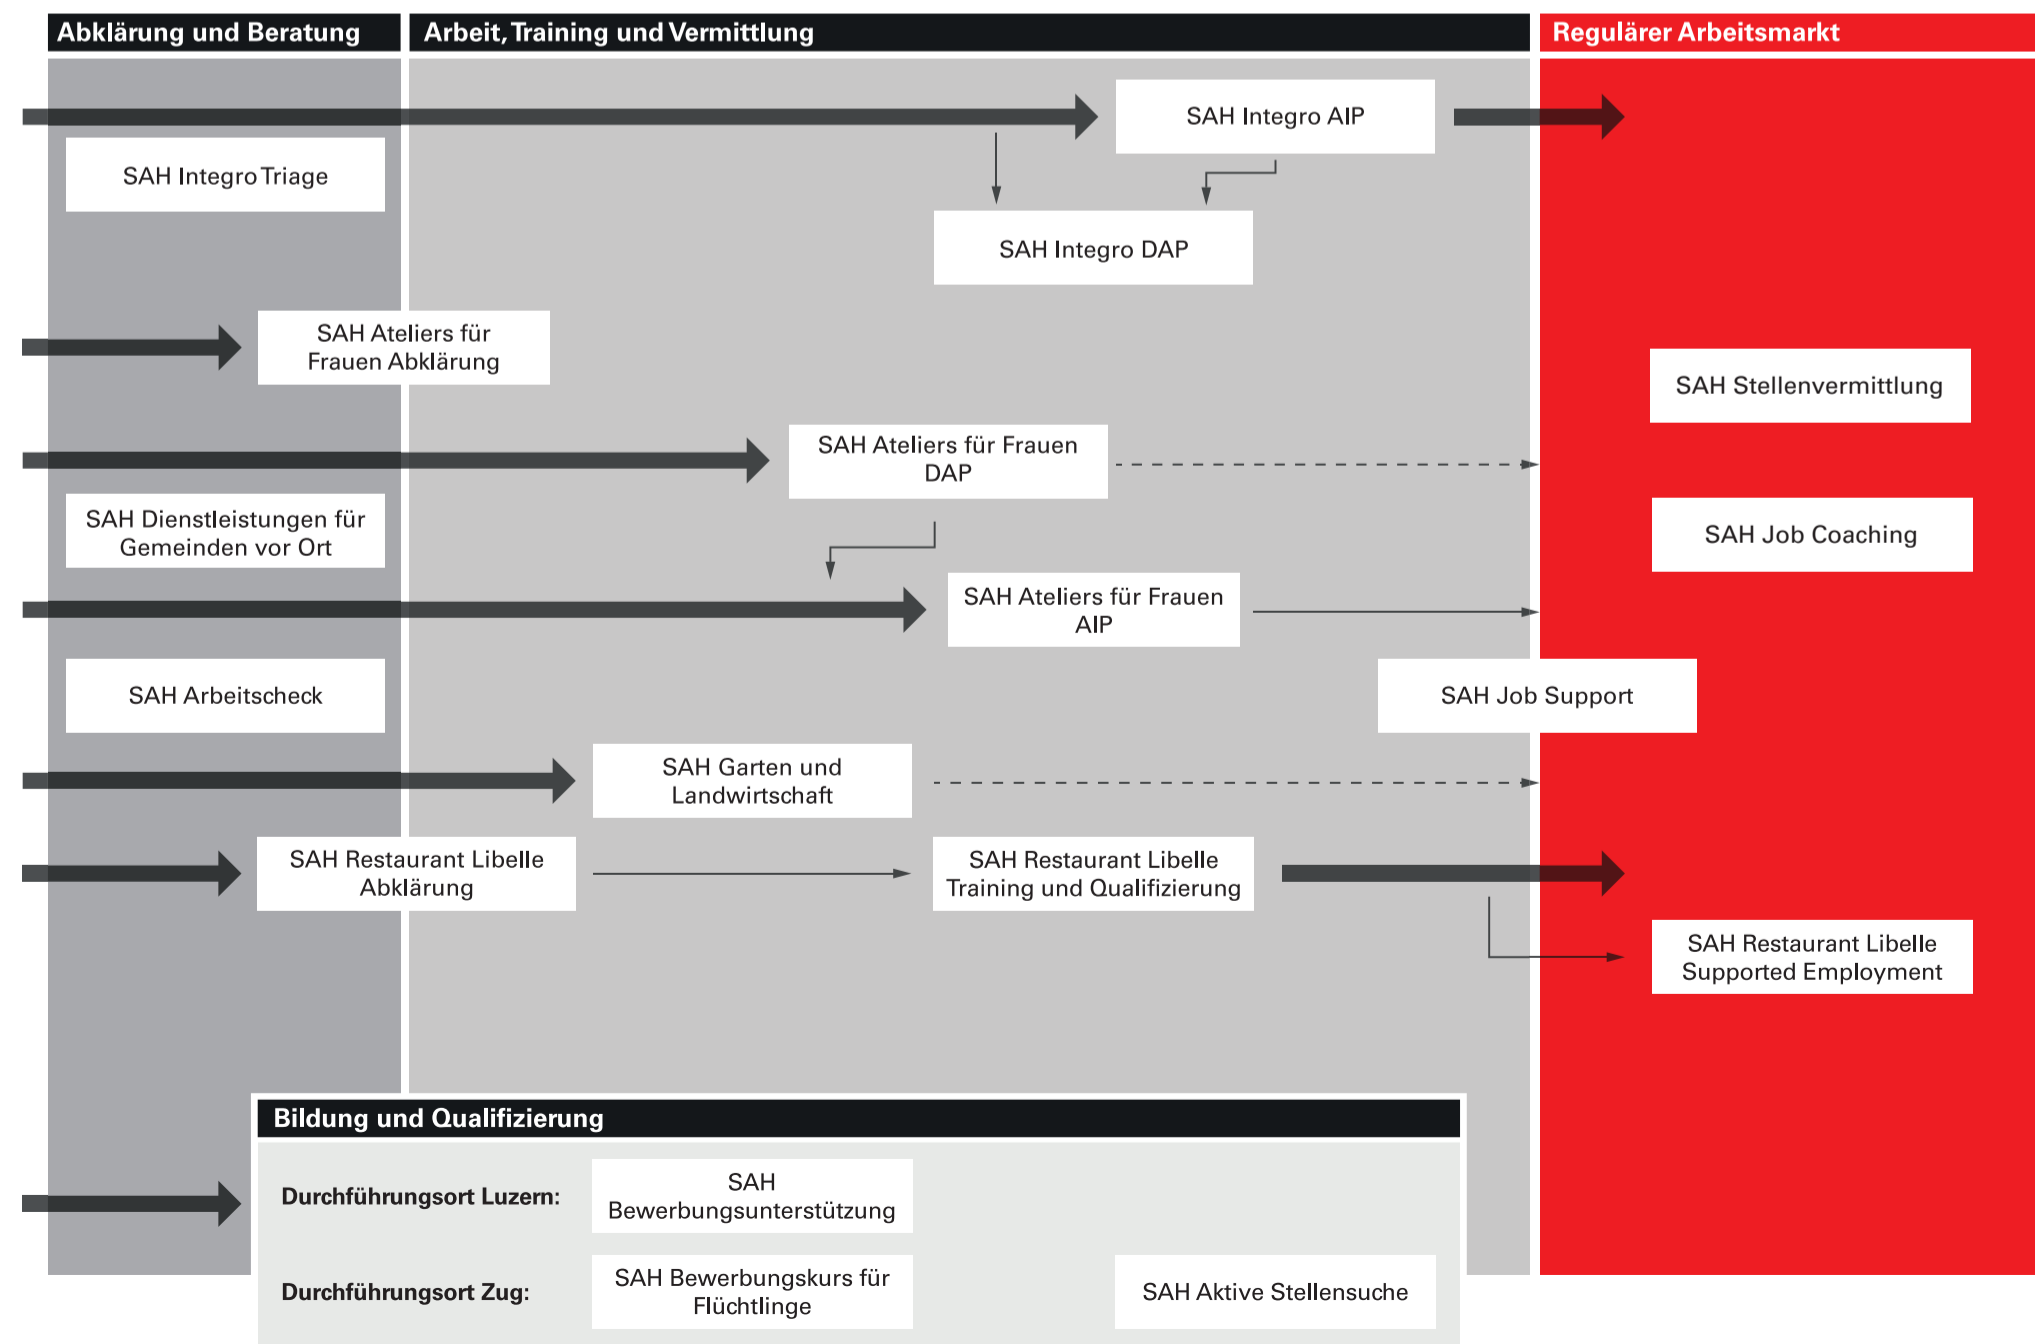 Abklärung und Beratung
Arbeit, Training und Vermittlung
Regulärer Arbeitsmarkt
SAH Integro AIP
SAH Integro Triage
SAH Integro DAP
SAH Ateliers für
Frauen Abklärung
SAH Stellenvermittlung
SAH Ateliers für Frauen
DAP
SAH Dienstleistungen für
Gemeinden vor Ort
SAH Job Coaching
SAH Ateliers für Frauen
AIP
SAH Arbeitscheck
SAH Job Support
SAH Garten und
Landwirtschaft
SAH Restaurant Libelle
Abklärung
SAH Restaurant Libelle
Training und Qualifizierung
SAH Restaurant Libelle
Supported Employment
Bildung und Qualifizierung
Durchführungsort Luzern:
SAH
Bewerbungsunterstützung
Durchführungsort Zug:
SAH Bewerbungskurs für
Flüchtlinge
SAH Aktive Stellensuche